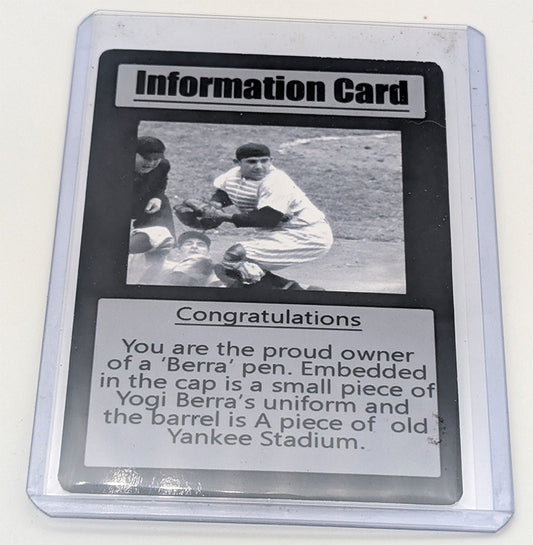 Information Card
Congratulations
You are the proud owner
of a 'Berra' pen. Embedded
in the cap is a small piece of
Yogi Berra's uniform and
the barrel is A piece of old
Yankee Stadium.